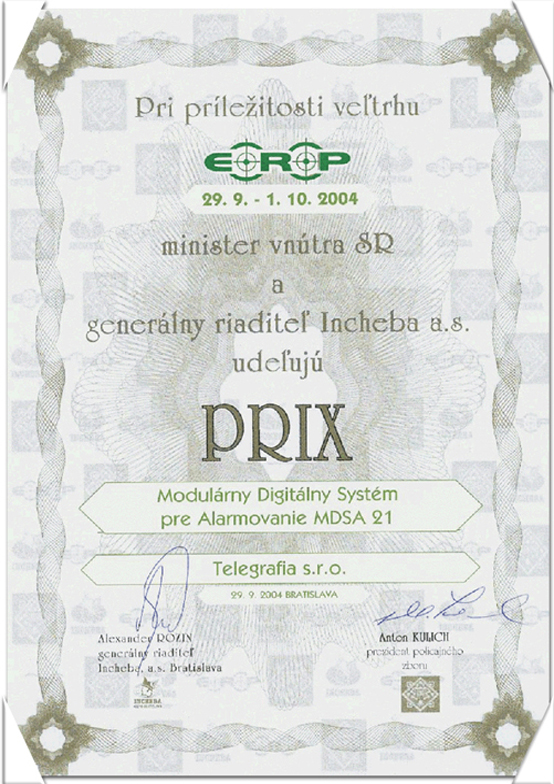 Pri príležitosti veľtrhu
EOROP
29. 9. - 1. 10. 2004
minister vnútra SR
a
generálny riaditeľ Incheba a.s.
udeľujú
PRIX
Modulárny Digitálny Systém
pre Alarmovanie MDSA 21
Telegrafia s.r.o.
29. 9. 2004 BRATISLAVA
Alexander ROZIN
generálny riaditeľ
Incheba, a.s. Bratislava
INCHEBA
Anton KULICH
prezident policajného
zboru